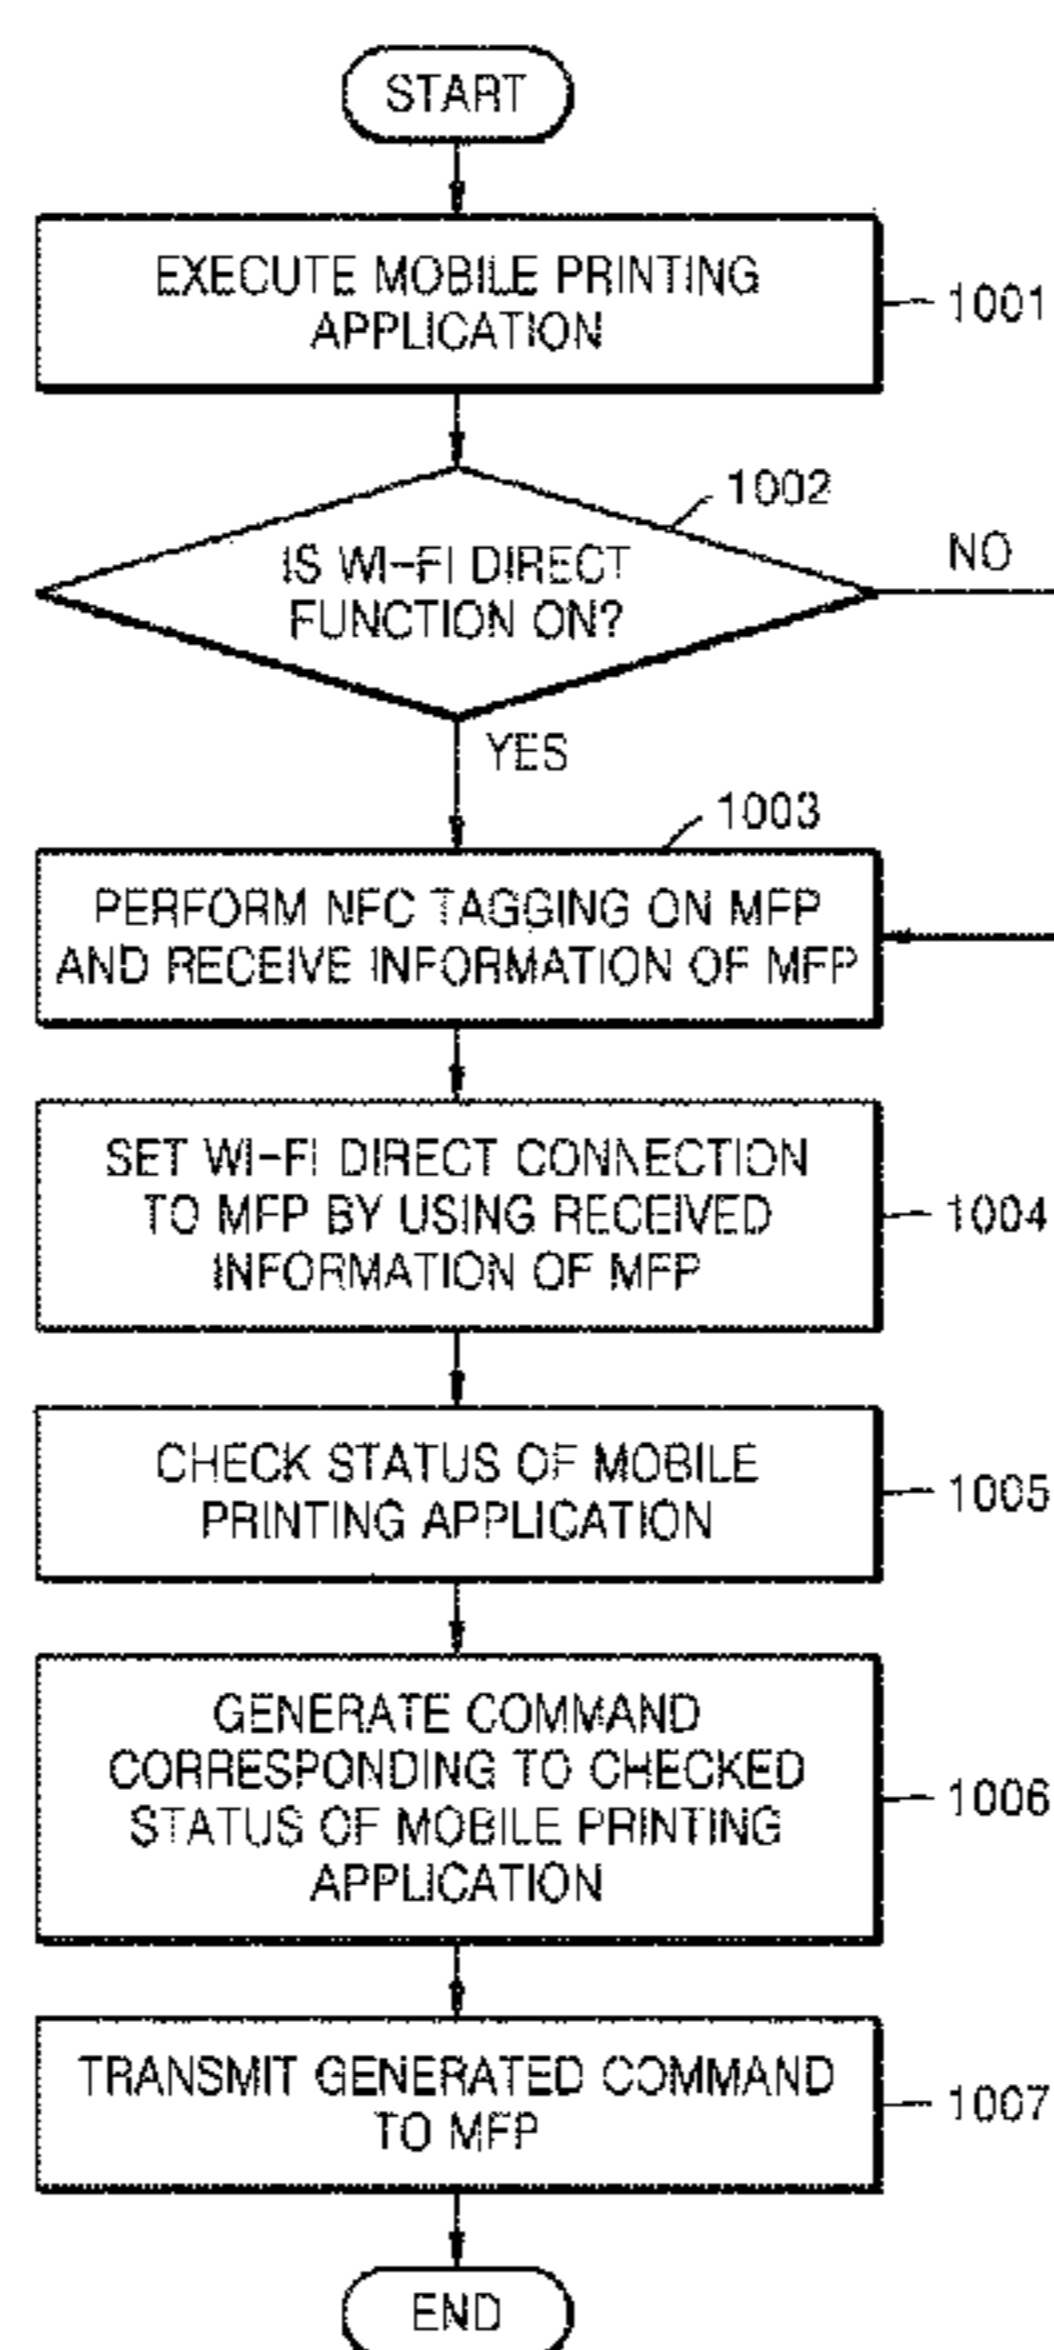 START
EXECUTE MOBILE PRINTING
APPLICATION
1001
1002
IS WI-FI DIRECT
FUNCTION ON?
NO
YES
1003
PERFORM NFC TAGGING ON MFP
AND RECEIVE INFORMATION OF MFP
SET WI-FI DIRECT CONNECTION
TO MFP BY USING RECEIVED
INFORMATION OF MFP
1004
CHECK STATUS OF MOBILE
PRINTING APPLICATION
1005
GENERATE COMMAND
CORRESPONDING TO CHECKED
STATUS OF MOBILE PRINTING
APPLICATION
1006
TRANSMIT GENERATED COMMAND
TO MFP
1007
END